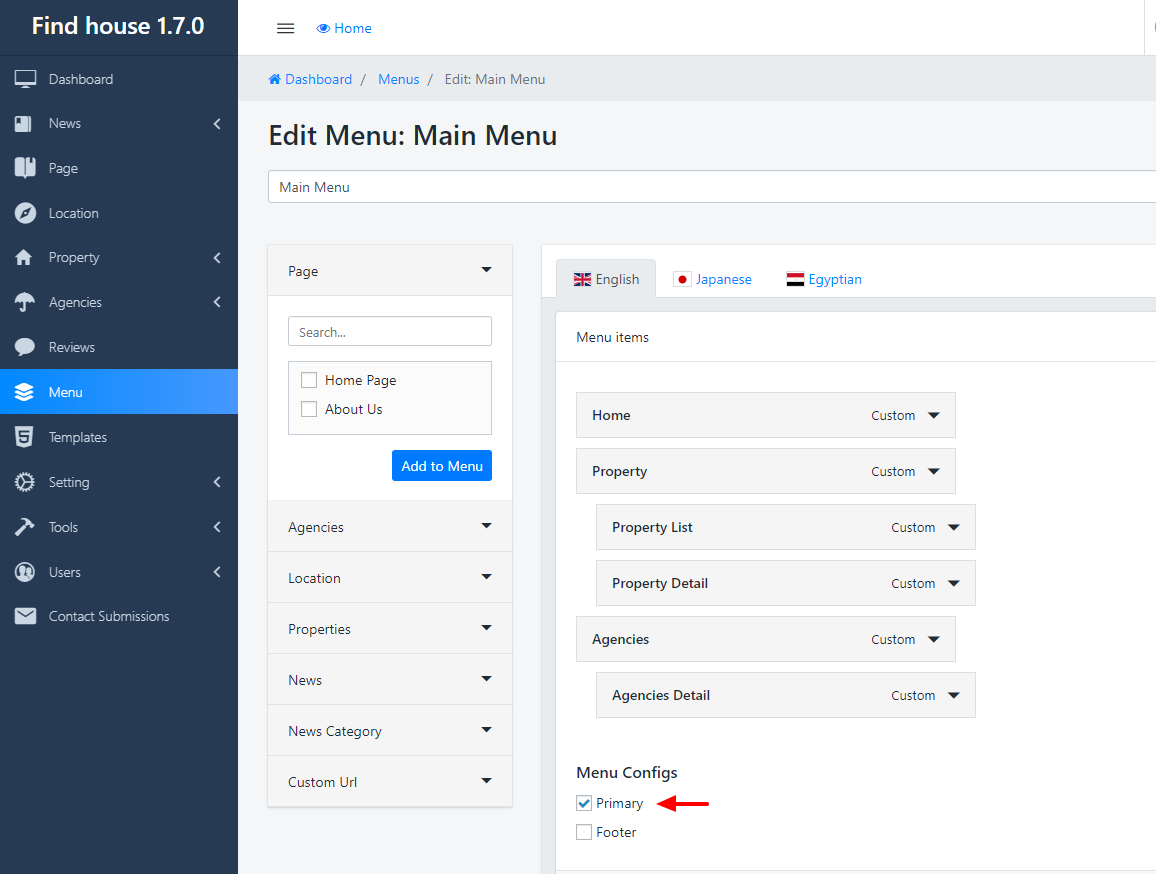 Find house 1.7.0
Home
Dashboard / Menus / Edit: Main Menu
Dashboard
News
Page
Location
Property
Agencies
Reviews
Menu
Templates
Setting
Tools
Users
Contact Submissions
Edit Menu: Main Menu
Main Menu
Page
Search...
Home Page
About Us
Add to Menu
Agencies
Location
Properties
News
News Category
Custom Url
English Japanese Egyptian
Menu items
Home Custom
Property Custom
Property List Custom
Property Detail Custom
Agencies Custom
Agencies Detail Custom
Menu Configs
Primary
Footer